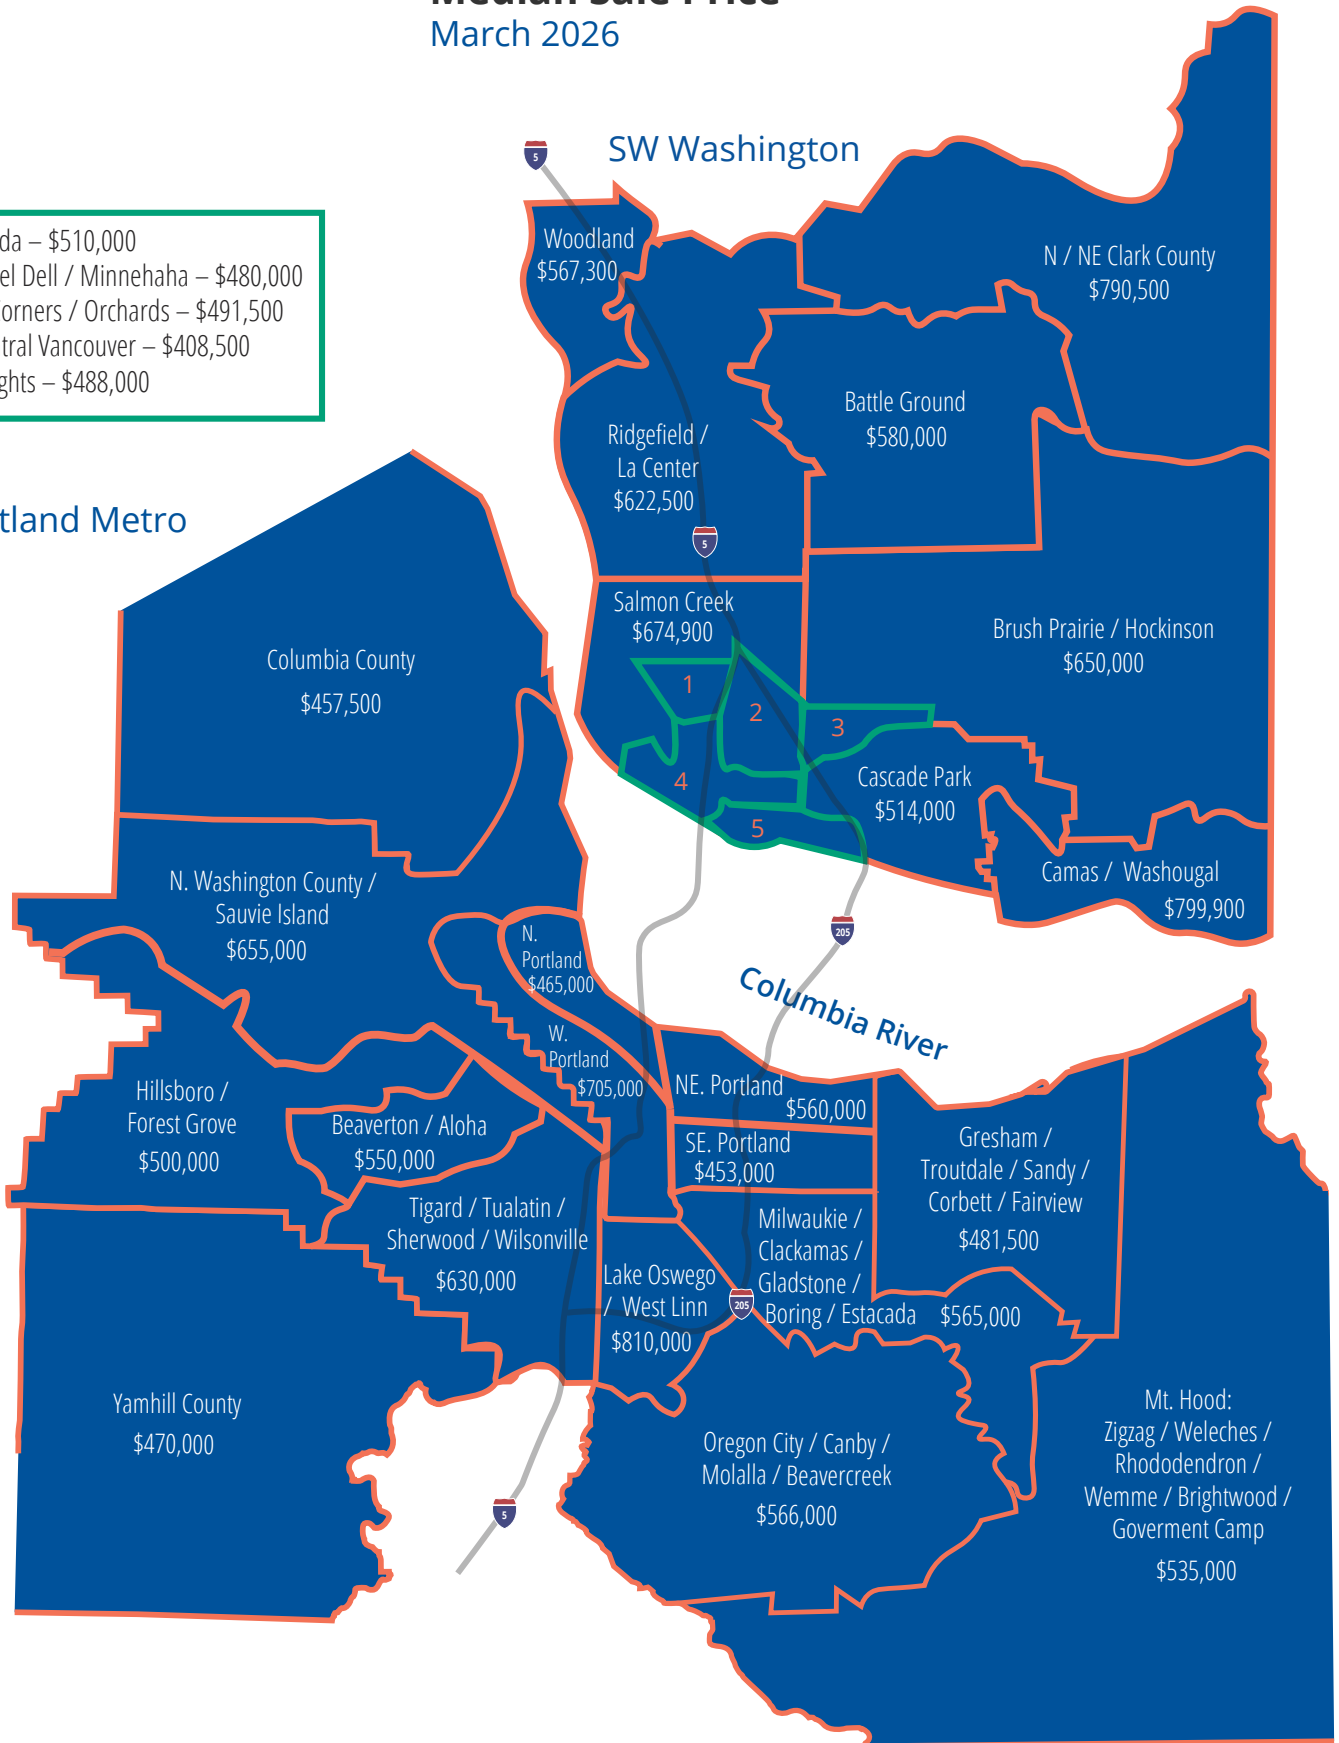 March 2026
SW Washington
– $510,000
Dell / Minnehaha – $480,000
/ Orchards – $491,500
Vancouver – $408,500
– $488,000
Metro
Columbia River
5
5
205
205
5
Woodland
$567,300
N / NE Clark County
$790,500
Battle Ground
$580,000
Ridgefield /
La Center
$622,500
Salmon Creek
$674,900
Brush Prairie / Hockinson
$650,000
1
2
3
4
5
Cascade Park
$514,000
Camas / Washougal
$799,900
Columbia County
$457,500
N. Washington County /
Sauvie Island
$655,000
N.
Portland
$465,000
W.
Portland
$705,000
NE. Portland
$560,000
SE. Portland
$453,000
Hillsboro /
Forest Grove
$500,000
Beaverton / Aloha
$550,000
Tigard / Tualatin /
Sherwood / Wilsonville
$630,000
Lake Oswego
/ West Linn
$810,000
Milwaukie /
Clackamas /
Gladstone /
Boring / Estacada $565,000
Gresham /
Troutdale / Sandy /
Corbett / Fairview
$481,500
Yamhill County
$470,000
Oregon City / Canby /
Molalla / Beavercreek
$566,000
Mt. Hood:
Zigzag / Weleches /
Rhododendron /
Wemme / Brightwood /
Goverment Camp
$535,000